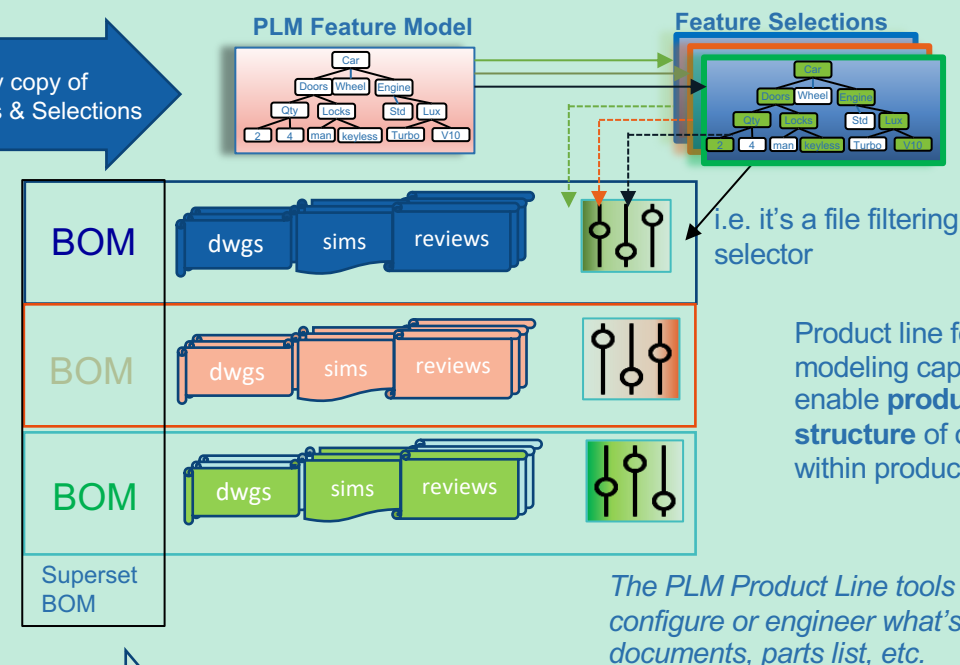 PLM Feature Model
Feature Selections
y copy of
s & Selections
Car
Doors Wheel Engine
Qty Locks Std Lux
2 4 man keyless Turbo V10
Car
Doors Wheel Engine
Qty Locks Std Lux
2 4 man keyless Turbo V10
BOM
dwgs sims reviews
i.e. it's a file filtering
selector
BOM
dwgs sims reviews
Product line f
modeling cap
enable produ
structure of
within produc
BOM
dwgs sims reviews
Superset
BOM
The PLM Product Line tools
configure or engineer what's
documents, parts list, etc.